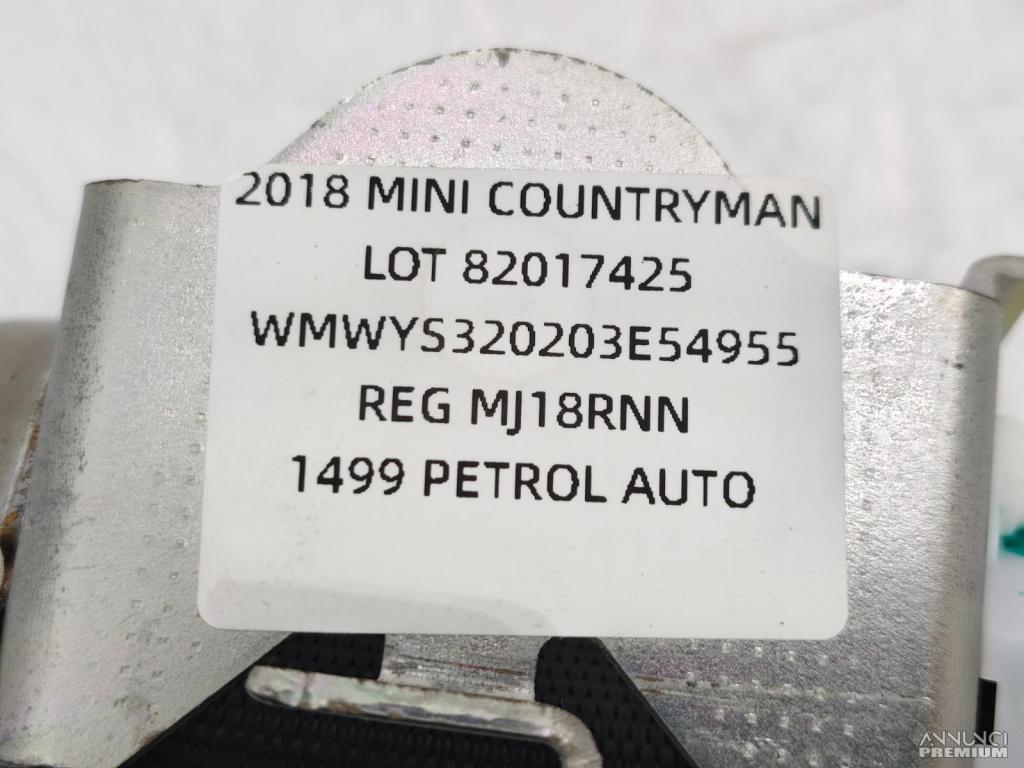 2018 MINI COUNTRYMAN
LOT 82017425
WMWYS320203E54955
REG MJ18RNN
1499 PETROL AUTO
ANNUNCI
PREMIUM